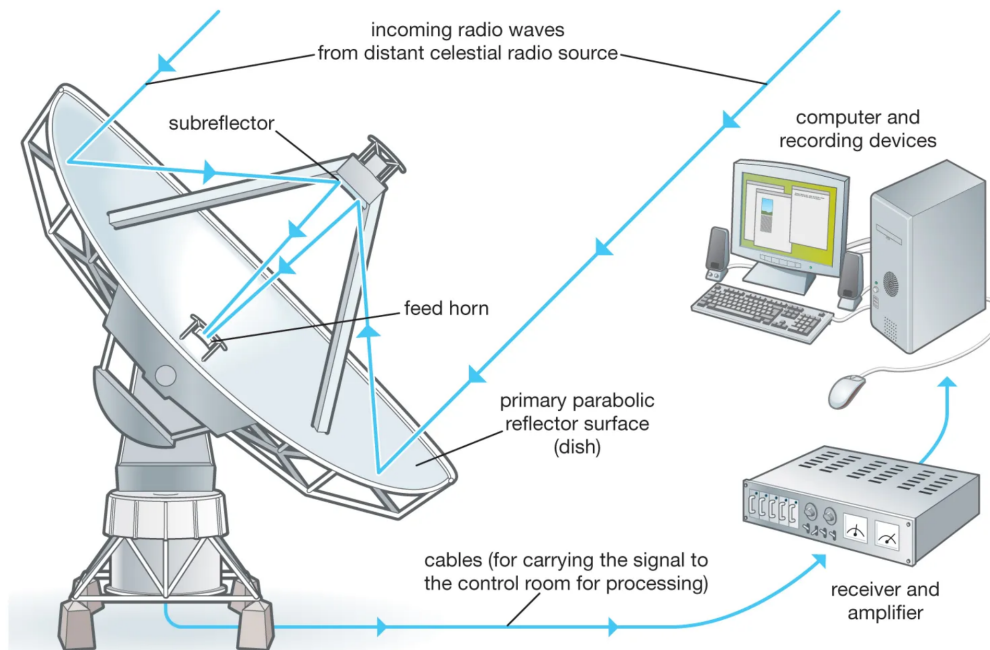 incoming radio waves
from distant celestial radio source
subreflector
computer and
recording devices
feed horn
primary parabolic
reflector surface
(dish)
cables (for carrying the signal to
the control room for processing)
receiver and
amplifier